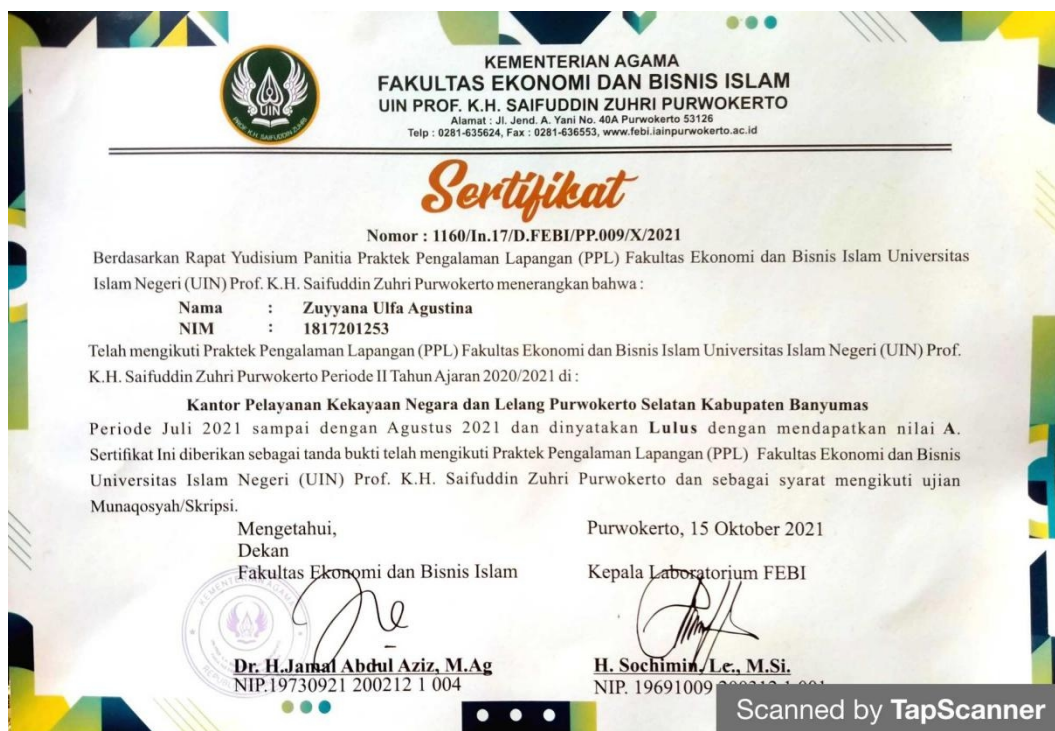 UIN
PROF. K.H. SAIFUDDIN ZUHRI
KEMENTERIAN AGAMA
FAKULTAS EKONOMI DAN BISNIS ISLAM
UIN PROF. K.H. SAIFUDDIN ZUHRI PURWOKERTO
Alamat : Jl. Jend. A. Yani No. 40A Purwokerto 53126
Telp : 0281-635624, Fax : 0281-636553, www.febi.iainpurwokerto.ac.id
Sertifikat
Nomor : 1160/In.17/D.FEBI/PP.009/X/2021
Berdasarkan Rapat Yudisium Panitia Praktek Pengalaman Lapangan (PPL) Fakultas Ekonomi dan Bisnis Islam Universitas
Islam Negeri (UIN) Prof. K.H. Saifuddin Zuhri Purwokerto menerangkan bahwa :
Nama : Zuyyana Ulfa Agustina
NIM : 1817201253
Telah mengikuti Praktek Pengalaman Lapangan (PPL) Fakultas Ekonomi dan Bisnis Islam Universitas Islam Negeri (UIN) Prof.
K.H. Saifuddin Zuhri Purwokerto Periode II Tahun Ajaran 2020/2021 di :
Kantor Pelayanan Kekayaan Negara dan Lelang Purwokerto Selatan Kabupaten Banyumas
Periode Juli 2021 sampai dengan Agustus 2021 dan dinyatakan Lulus dengan mendapatkan nilai A.
Sertifikat Ini diberikan sebagai tanda bukti telah mengikuti Praktek Pengalaman Lapangan (PPL) Fakultas Ekonomi dan Bisnis
Universitas Islam Negeri (UIN) Prof. K.H. Saifuddin Zuhri Purwokerto dan sebagai syarat mengikuti ujian
Munaqosyah/Skripsi.
Mengetahui,
Dekan
Fakultas Ekonomi dan Bisnis Islam
KEMENTERIAN AGAMA
Dr. H.Jamal Abdul Aziz, M.Ag
NIP.19730921 200212 1 004
Purwokerto, 15 Oktober 2021
Kepala Laboratorium FEBI
H. Sochimin, Lc., M.Si.
NIP. 19691009
Scanned by TapScanner